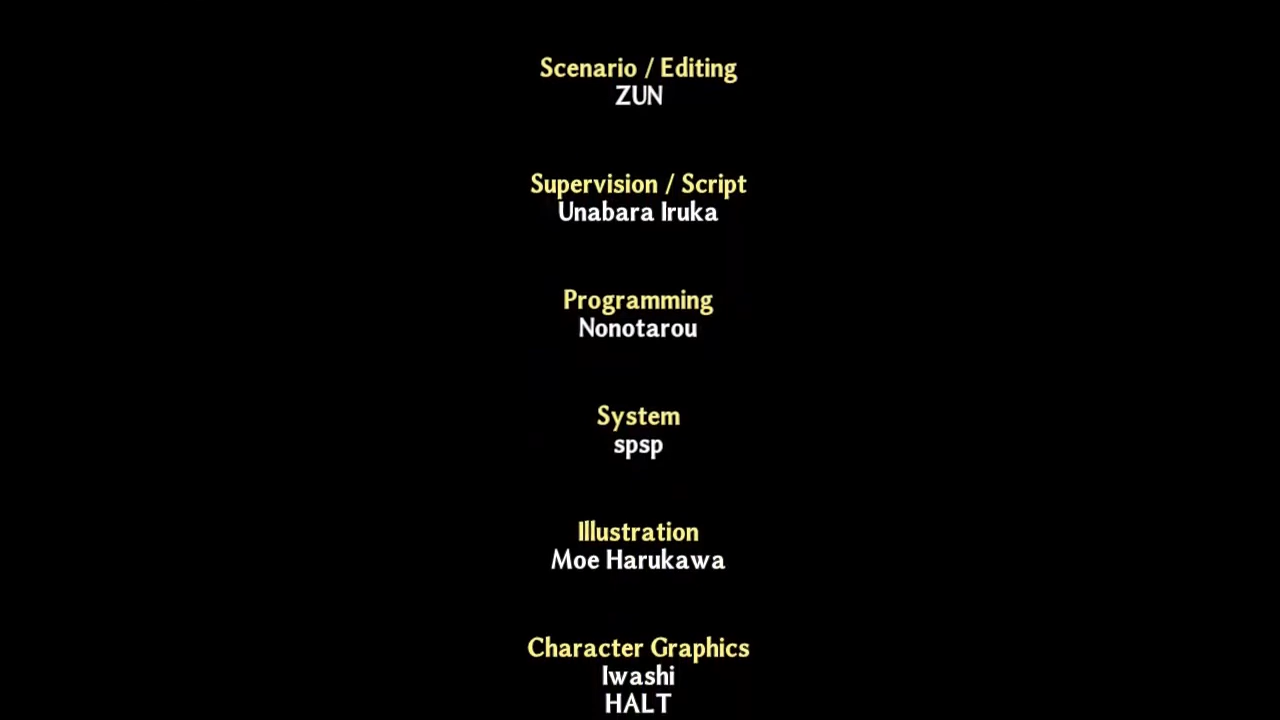 Scenario / Editing
ZUN
Supervision / Script
Unabara Iruka
Programming
Nonotarou
System
spsp
Illustration
Moe Harukawa
Character Graphics
Iwashi
HALT